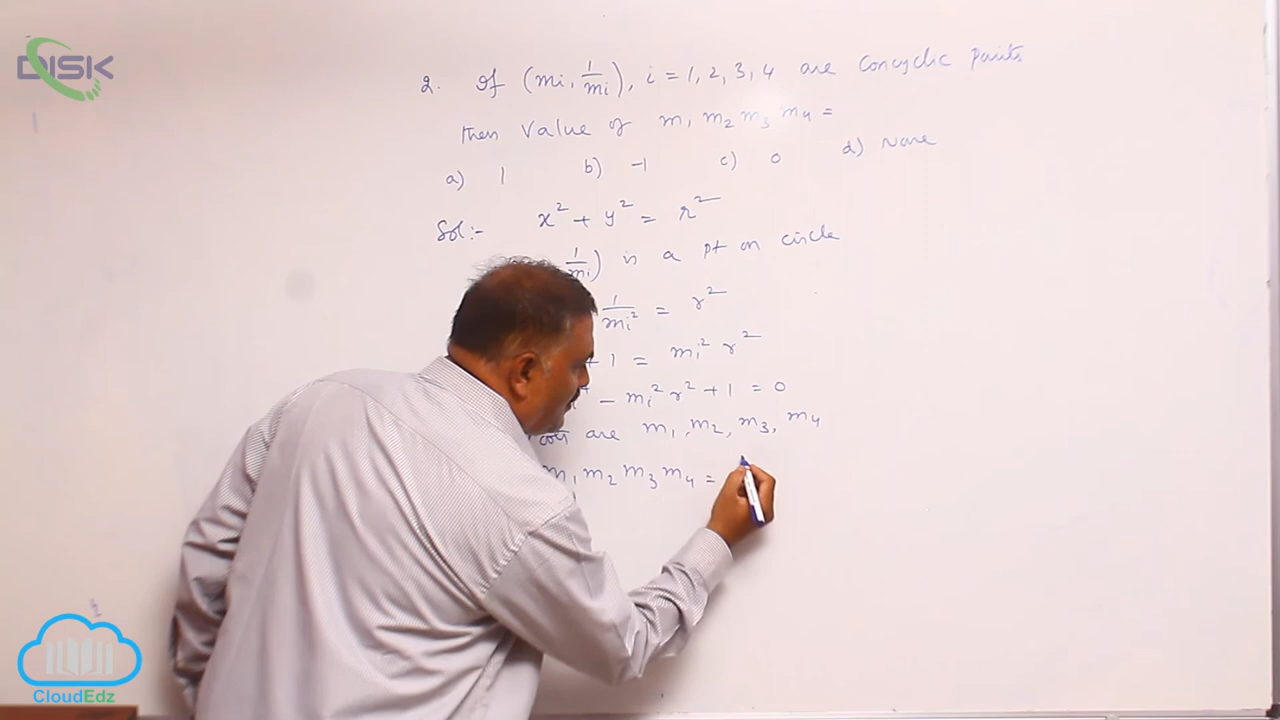 DISK
2. If (mi, 1/mi), i = 1, 2, 3, 4 are concyclic points
then value of m1 m2 m3 m4 =
a) 1 b) -1 c) 0 d) None
Sol:- x² + y² = r²
1/mi) is a pt on circle
1/mi² = r²
+ 1 = mi² r²
- mi² r² + 1 = 0
are m1, m2, m3, m4
m1 m2 m3 m4 =
CloudEdz